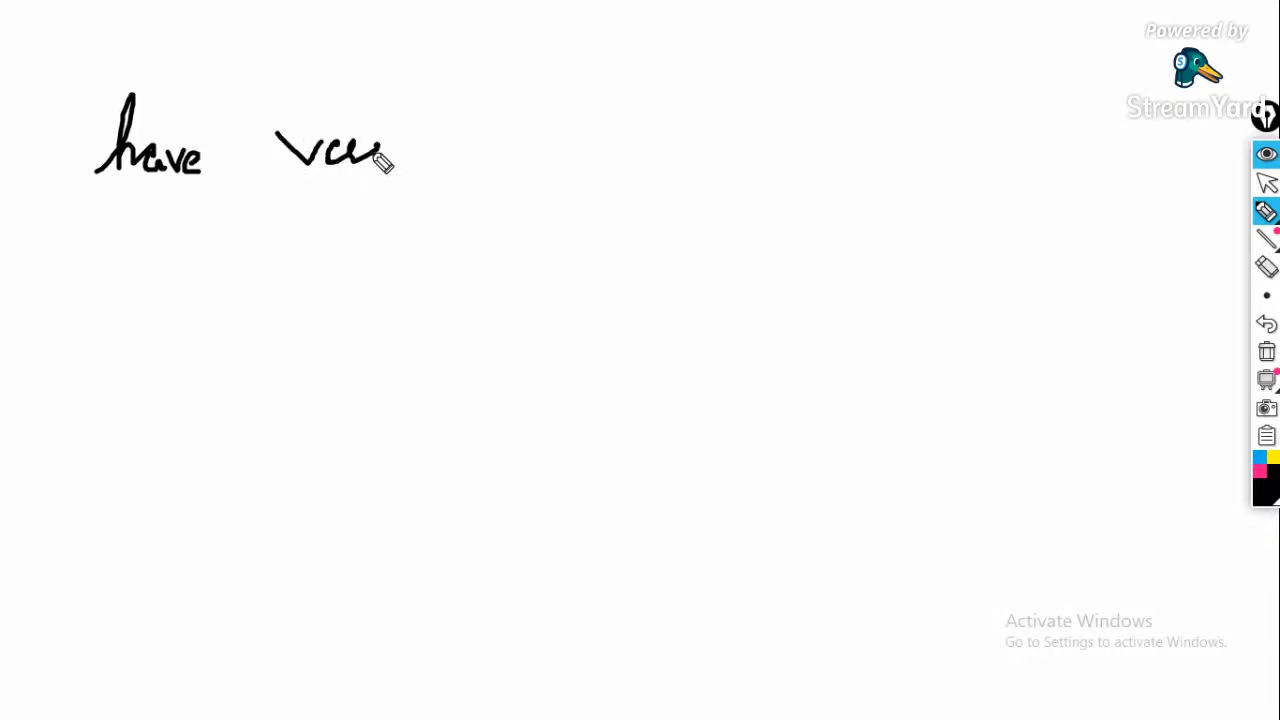 Powered by
StreamYard
have
Activate Windows
Go to Settings to activate Windows.